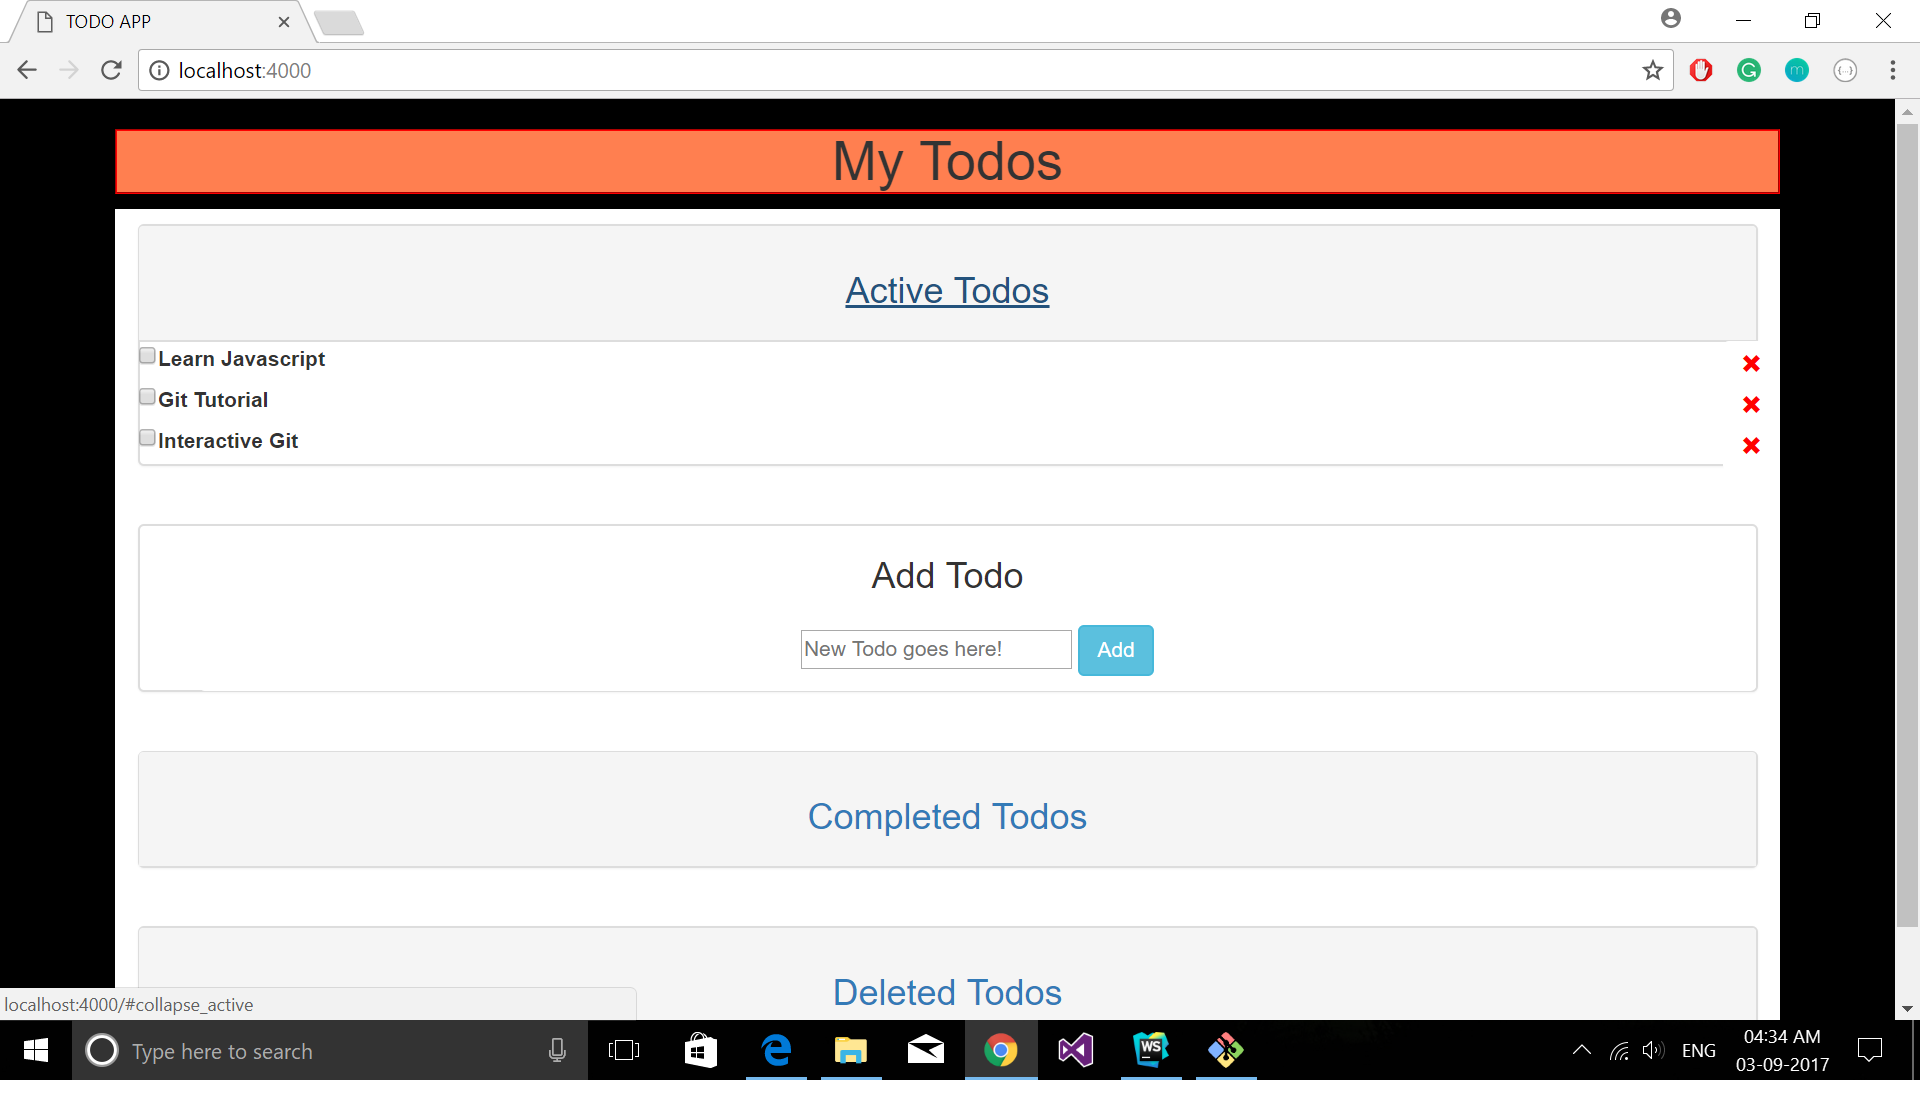 TODO APP
localhost:4000
My Todos
Active Todos
Learn Javascript
Git Tutorial
Interactive Git
Add Todo
New Todo goes here!
Add
Completed Todos
Deleted Todos
localhost:4000/#collapse_active
Type here to search
WS
ENG
04:34 AM
03-09-2017